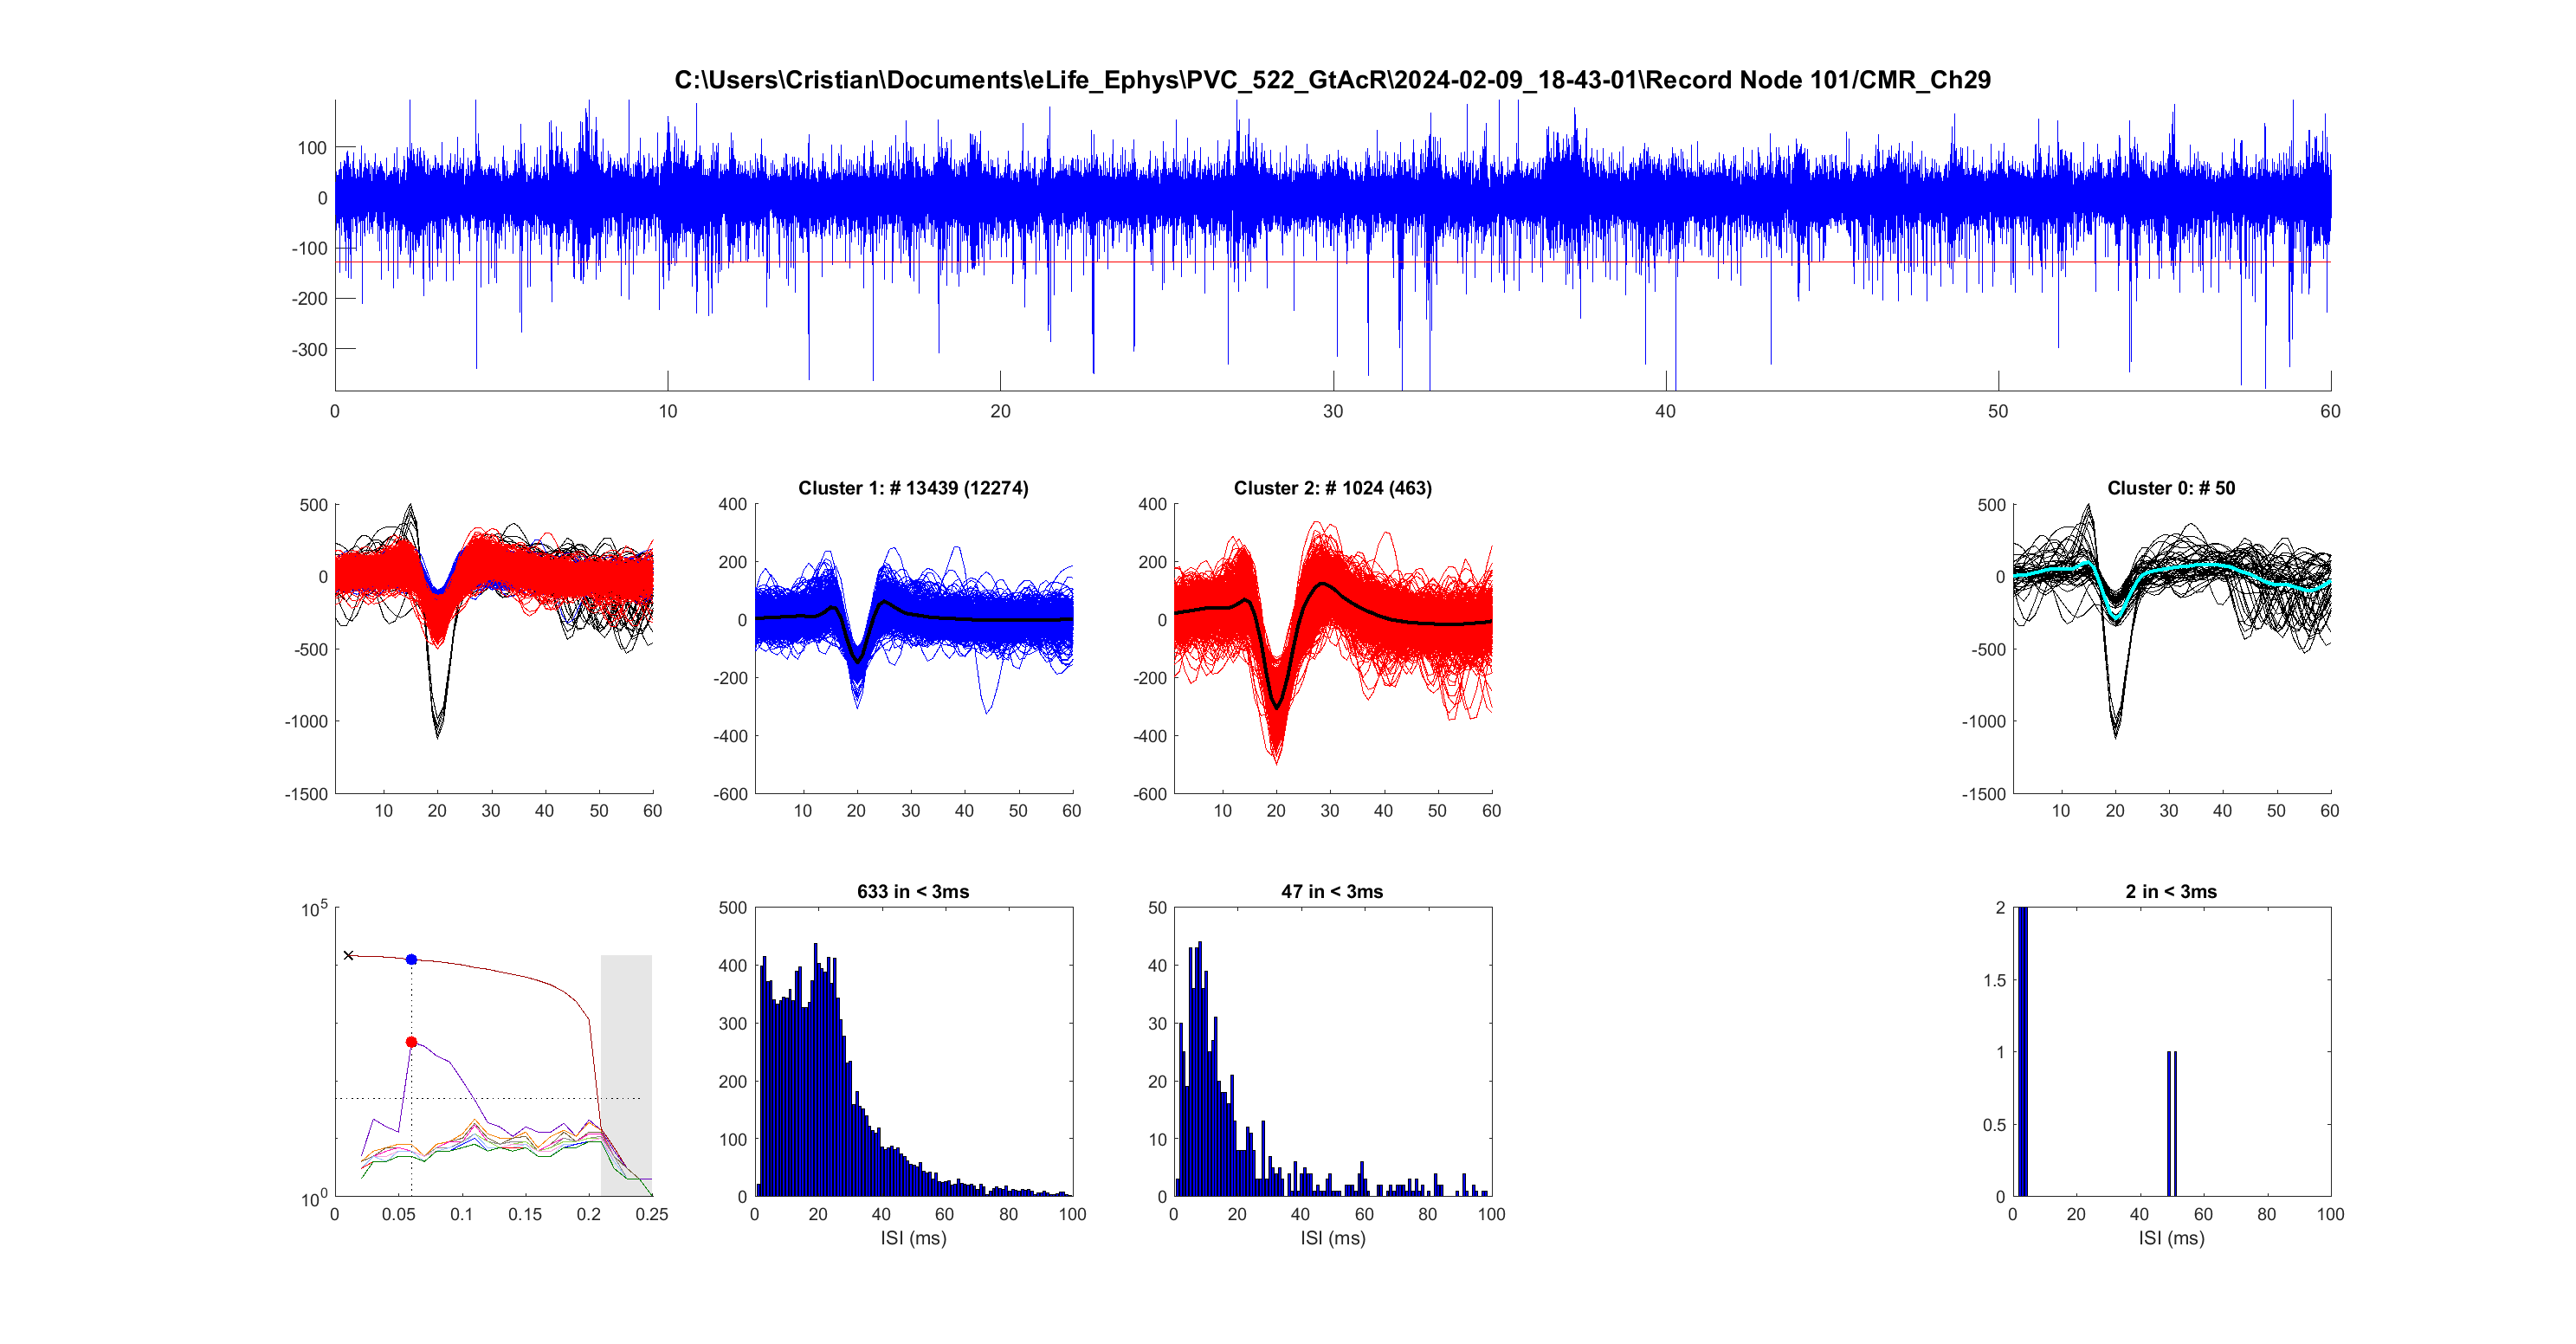 C:\Users\Cristian\Documents\eLife_Ephys\PVC_522_GtAcR\2024-02-09_18-43-01\Record Node 101/CMR_Ch29
100
0
-100
-200
-300
0 10 20 30 40 50 60
Cluster 1: # 13439 (12274)
Cluster 2: # 1024 (463)
Cluster 0: # 50
500
0
-500
-1000
-1500
10 20 30 40 50 60
400
200
0
-200
-400
-600
10 20 30 40 50 60
400
200
0
-200
-400
-600
10 20 30 40 50 60
500
0
-500
-1000
-1500
10 20 30 40 50 60
10^5
10^0
0 0.05 0.1 0.15 0.2 0.25
633 in < 3ms
500
400
300
200
100
0
0 20 40 60 80 100
ISI (ms)
47 in < 3ms
50
40
30
20
10
0
0 20 40 60 80 100
ISI (ms)
2 in < 3ms
2
1.5
1
0.5
0
0 20 40 60 80 100
ISI (ms)